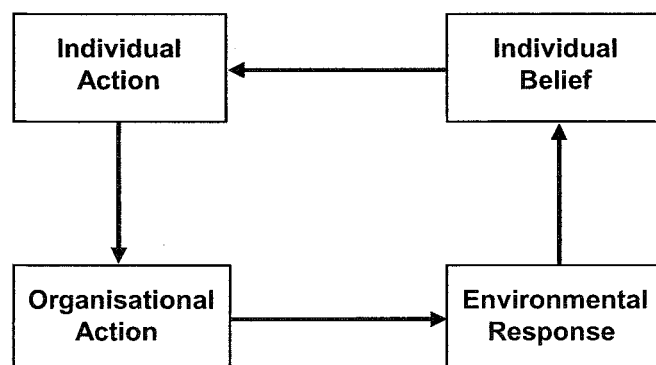 Individual
Action
Individual
Belief
Organisational
Action
Environmental
Response